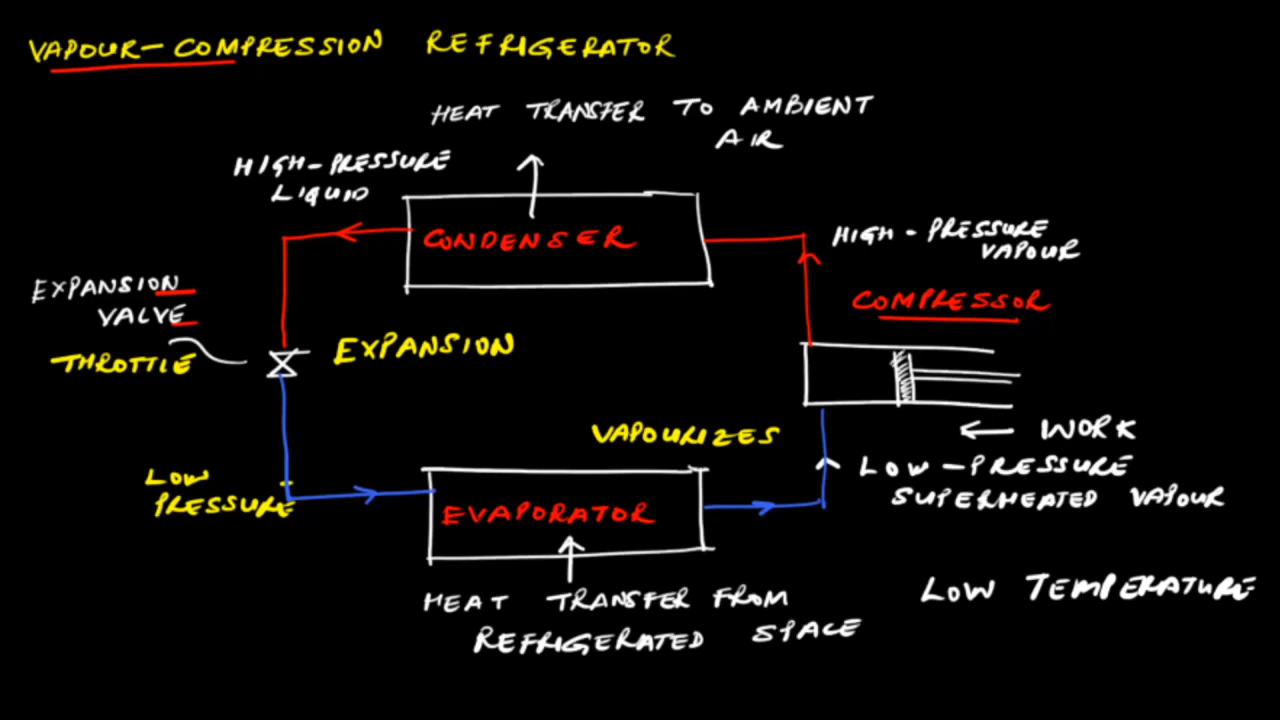 VAPOUR-COMPRESSION REFRIGERATOR
HEAT TRANSFER TO AMBIENT
AIR
HIGH-PRESSURE
LIQUID
CONDENSER
HIGH-PRESSURE
VAPOUR
EXPANSION
VALVE
COMPRESSOR
THROTTLE
EXPANSION
VAPOURIZES
WORK
LOW
PRESSURE
LOW-PRESSURE
SUPERHEATED VAPOUR
EVAPORATOR
HEAT TRANSFER FROM
REFRIGERATED SPACE
LOW TEMPERATURE